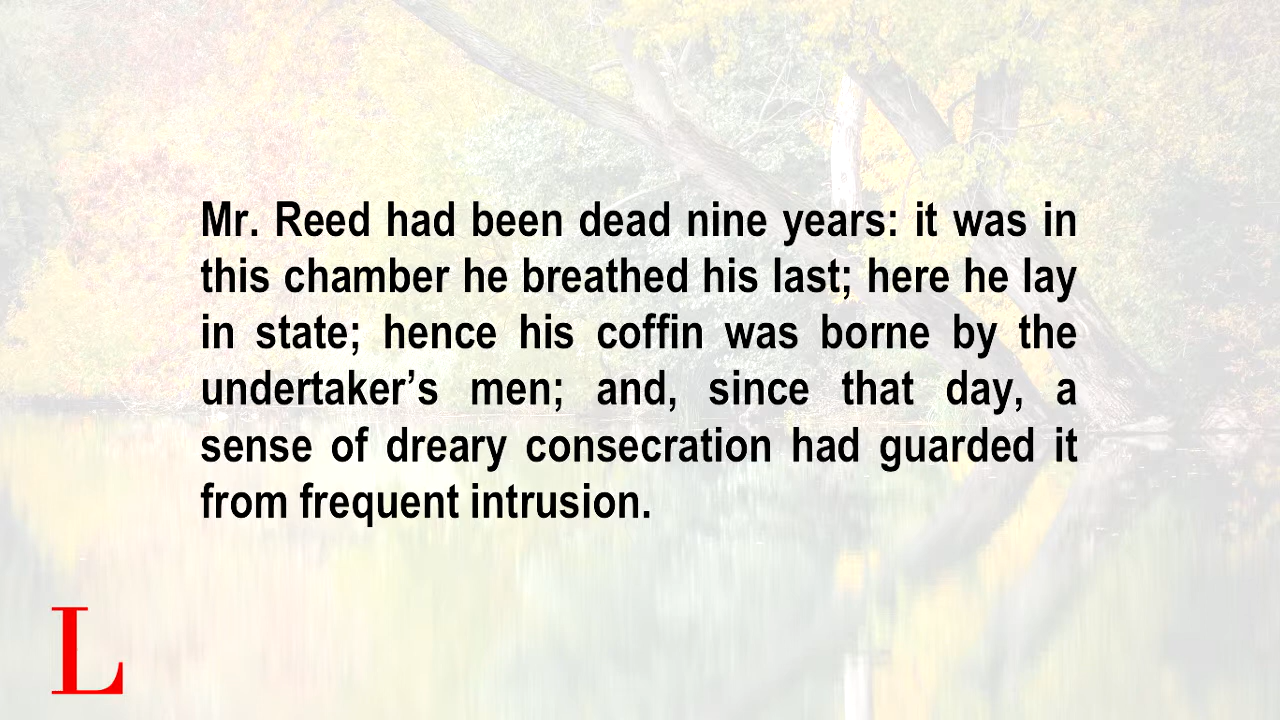 Mr. Reed had been dead nine years: it was in
this chamber he breathed his last; here he lay
in state; hence his coffin was borne by the
undertaker’s men; and, since that day, a
sense of dreary consecration had guarded it
from frequent intrusion.
L